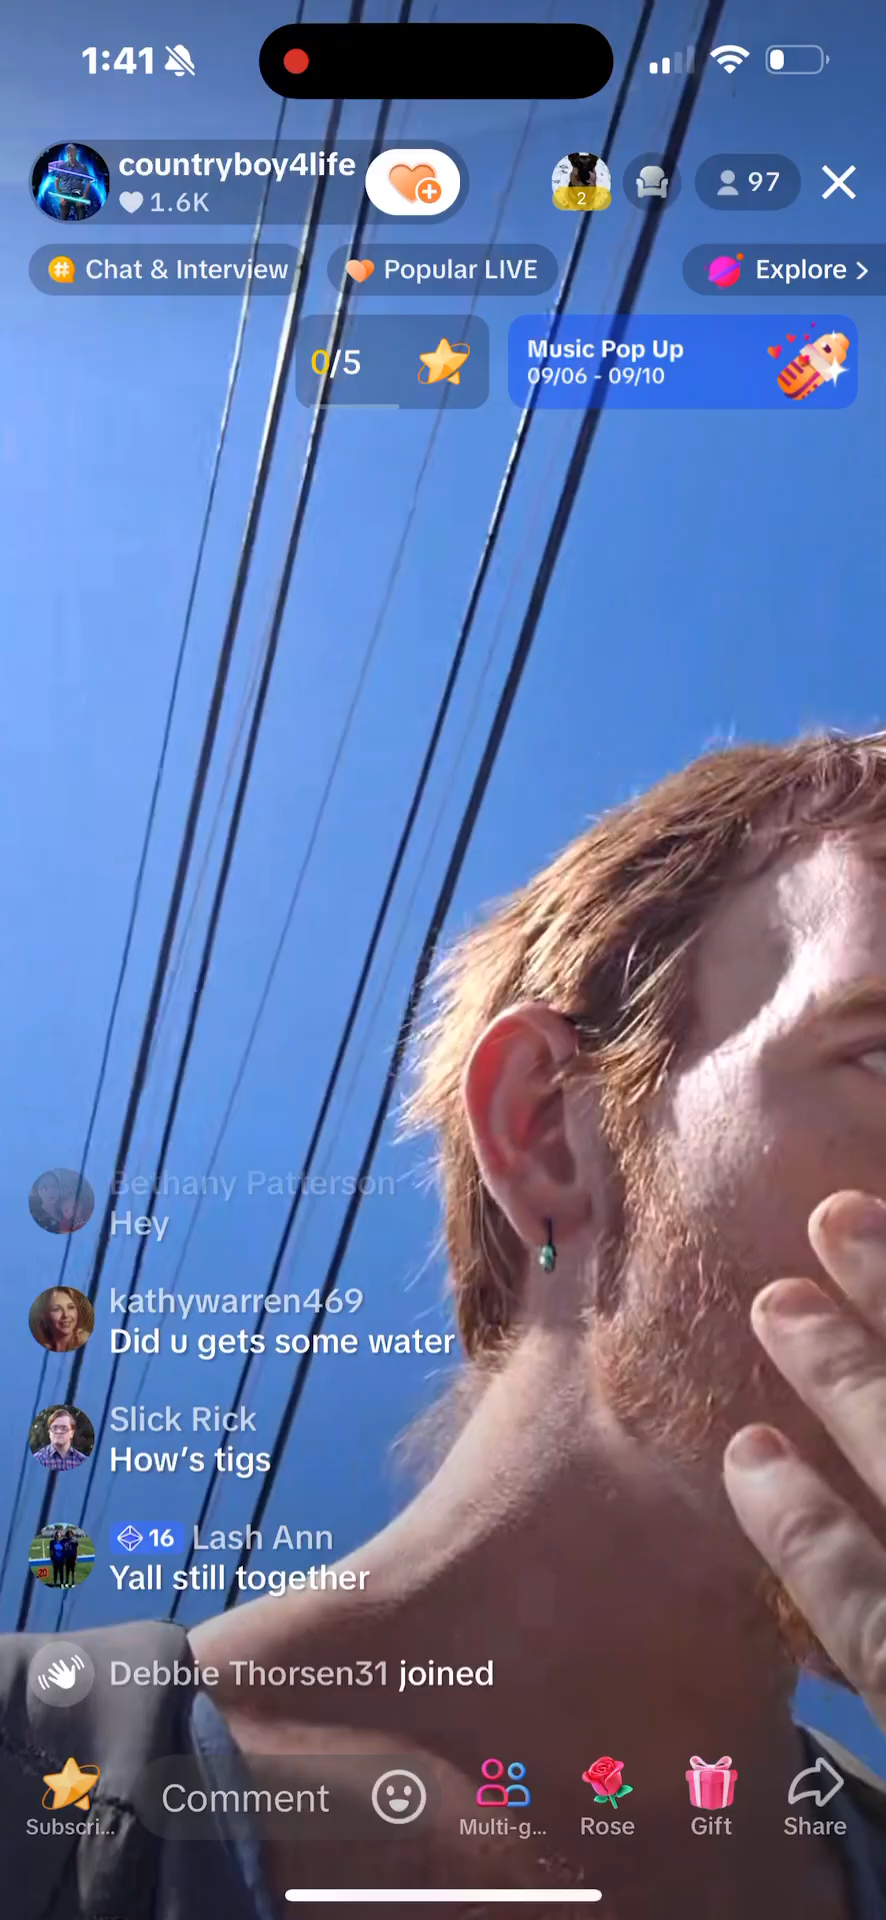 1:41
countryboy4life
1.6K
2
97
Chat & Interview
Popular LIVE
Explore >
0/5
Music Pop Up
09/06 - 09/10
Bethany Patterson
Hey
kathywarren469
Did u gets some water
Slick Rick
How’s tigs
16 Lash Ann
Yall still together
Debbie Thorsen31 joined
Comment
Subscri...
Multi-g...
Rose
Gift
Share